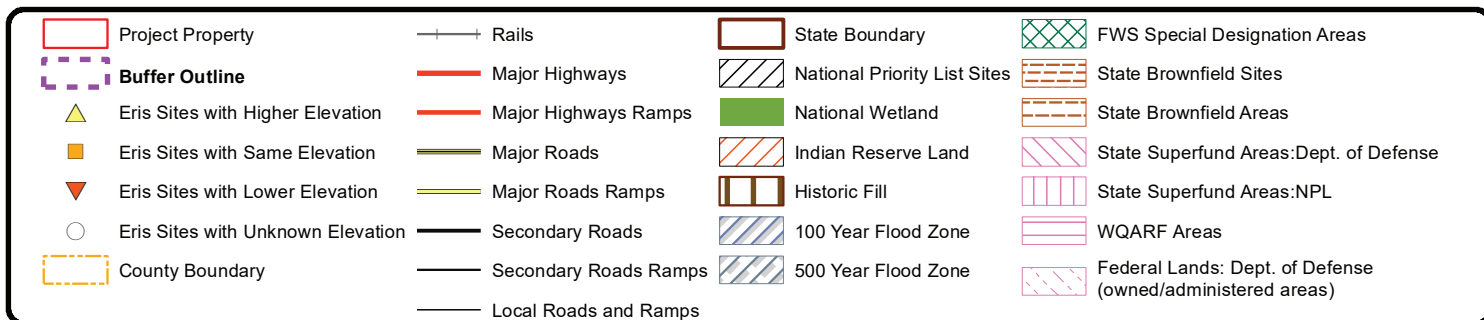 Project Property
Buffer Outline
Eris Sites with Higher Elevation
Eris Sites with Same Elevation
Eris Sites with Lower Elevation
Eris Sites with Unknown Elevation
County Boundary
Rails
Major Highways
Major Highways Ramps
Major Roads
Major Roads Ramps
Secondary Roads
Secondary Roads Ramps
Local Roads and Ramps
State Boundary
National Priority List Sites
National Wetland
Indian Reserve Land
Historic Fill
100 Year Flood Zone
500 Year Flood Zone
FWS Special Designation Areas
State Brownfield Sites
State Brownfield Areas
State Superfund Areas:Dept. of Defense
State Superfund Areas:NPL
WQARF Areas
Federal Lands: Dept. of Defense
(owned/administered areas)